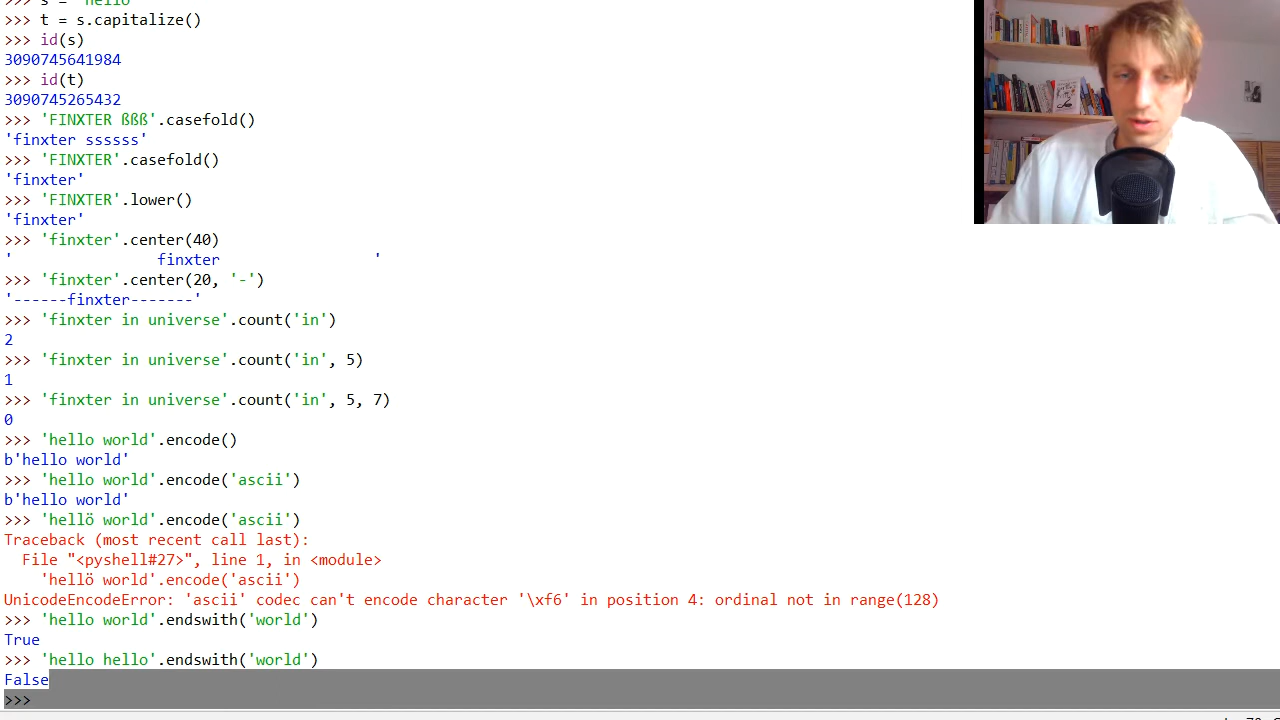 >>> t = s.capitalize()
>>> id(s)
3090745641984
>>> id(t)
3090745265432
>>> 'FINXTER ßßß'.casefold()
'finxter ssssss'
>>> 'FINXTER'.casefold()
'finxter'
>>> 'FINXTER'.lower()
'finxter'
>>> 'finxter'.center(40)
'                finxter                 '
>>> 'finxter'.center(20, '-')
'------finxter-------'
>>> 'finxter in universe'.count('in')
2
>>> 'finxter in universe'.count('in', 5)
1
>>> 'finxter in universe'.count('in', 5, 7)
0
>>> 'hello world'.encode()
b'hello world'
>>> 'hello world'.encode('ascii')
b'hello world'
>>> 'hellö world'.encode('ascii')
Traceback (most recent call last):
  File "<pyshell#27>", line 1, in <module>
    'hellö world'.encode('ascii')
UnicodeEncodeError: 'ascii' codec can't encode character '\xf6' in position 4: ordinal not in range(128)
>>> 'hello world'.endswith('world')
True
>>> 'hello hello'.endswith('world')
False
>>>